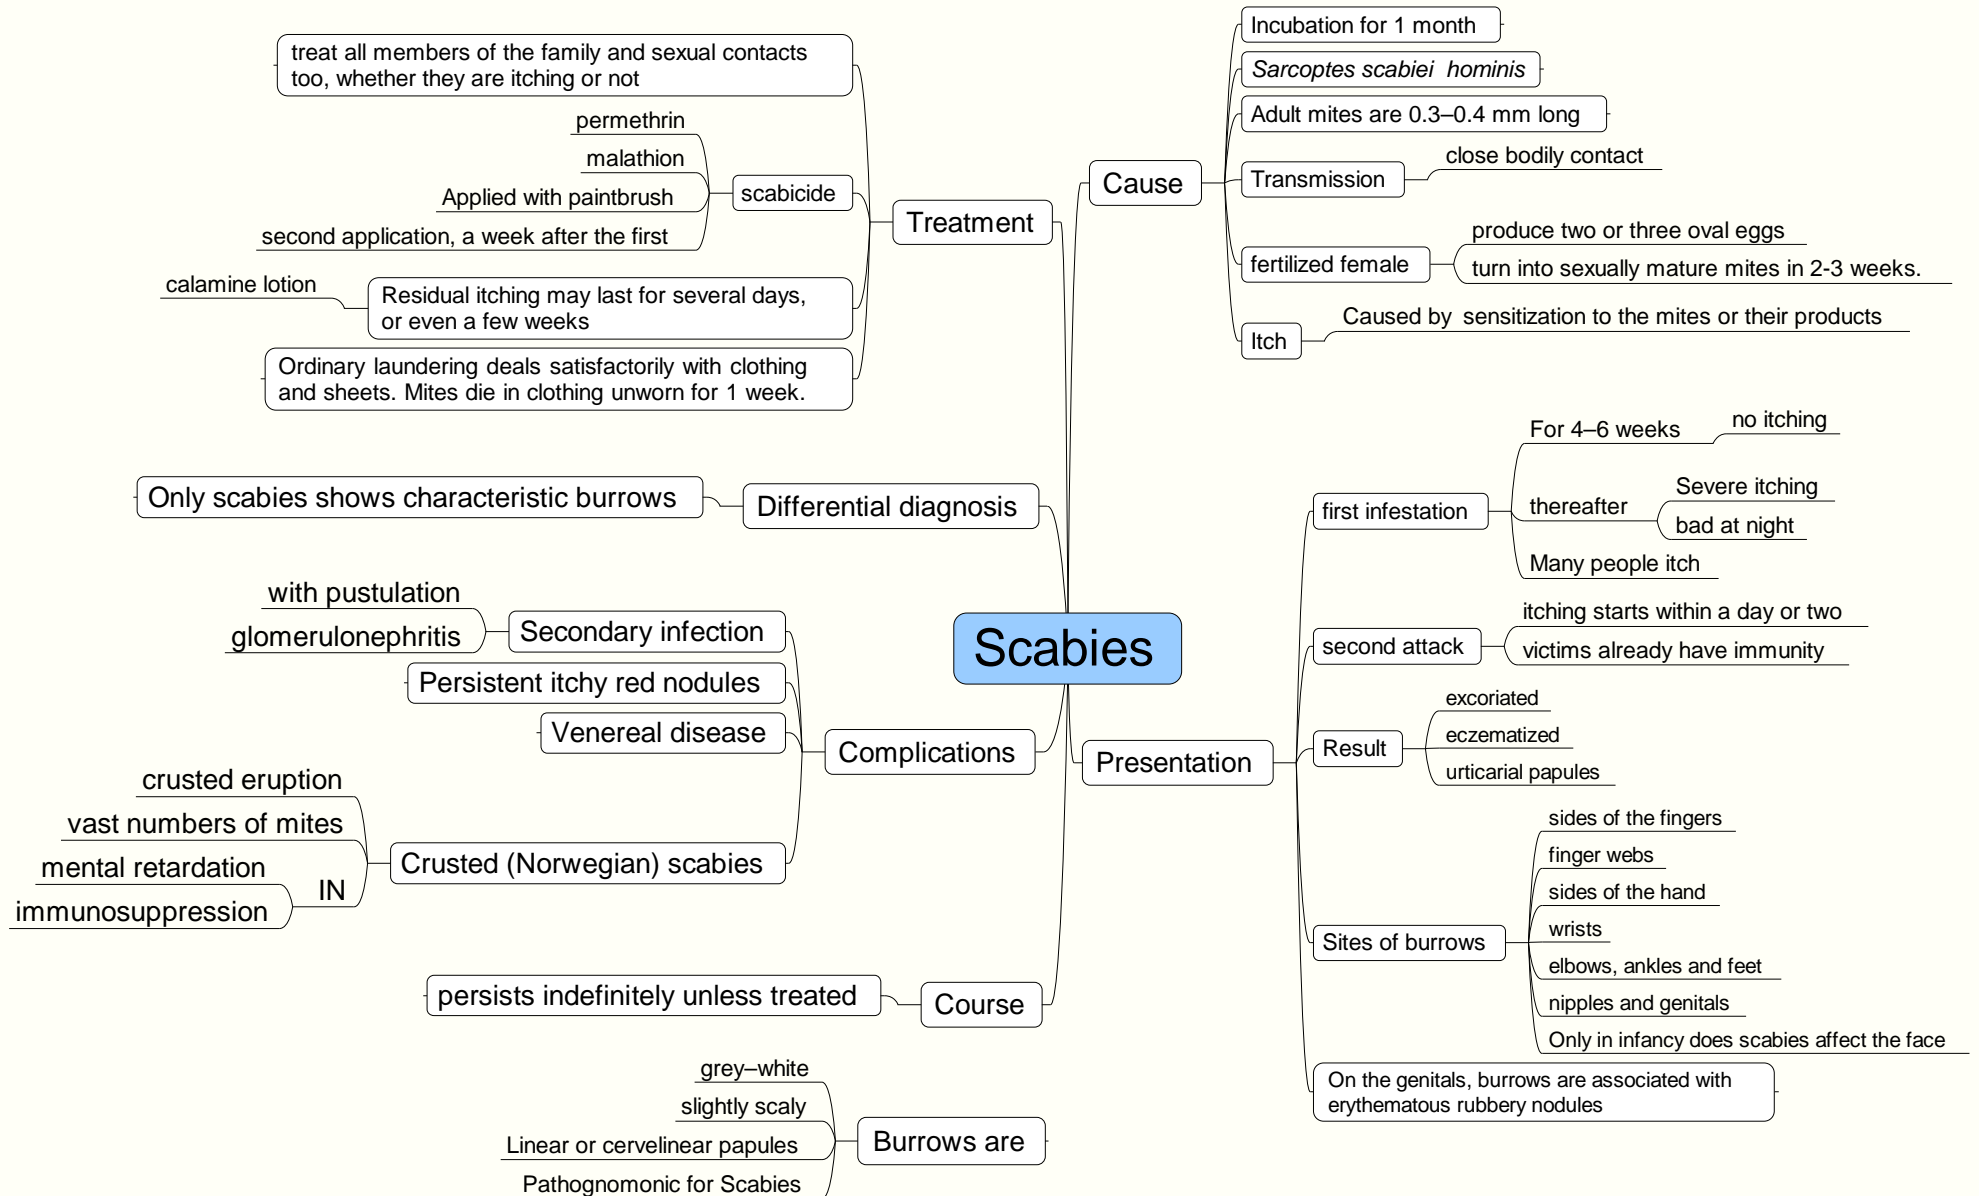 Scabies
Cause
Incubation for 1 month
Sarcoptes scabiei  hominis
Adult mites are 0.3–0.4 mm long
Transmission
close bodily contact
fertilized female
produce two or three oval eggs
turn into sexually mature mites in 2-3 weeks.
Itch
Caused by  sensitization to the mites or their products
Presentation
first infestation
For 4–6 weeks
no itching
thereafter
Severe itching
bad at night
Many people itch
second attack
itching starts within a day or two
victims already have immunity
Result
excoriated
eczematized
urticarial papules
Sites of burrows
sides of the fingers
finger webs
sides of the hand
wrists
elbows, ankles and feet
nipples and genitals
Only in infancy does scabies affect the face
On the genitals, burrows are associated with
erythematous rubbery nodules
Treatment
treat all members of the family and sexual contacts
too, whether they are itching or not
scabicide
permethrin
malathion
Applied with paintbrush
second application, a week after the first
Residual itching may last for several days,
or even a few weeks
calamine lotion
Ordinary laundering deals satisfactorily with clothing
and sheets. Mites die in clothing unworn for 1 week.
Differential diagnosis
Only scabies shows characteristic burrows
Complications
Secondary infection
with pustulation
glomerulonephritis
Persistent itchy red nodules
Venereal disease
Crusted (Norwegian) scabies
crusted eruption
vast numbers of mites
IN
mental retardation
immunosuppression
Course
persists indefinitely unless treated
Burrows are
grey–white
slightly scaly
Linear or cervelinear papules
Pathognomonic for Scabies